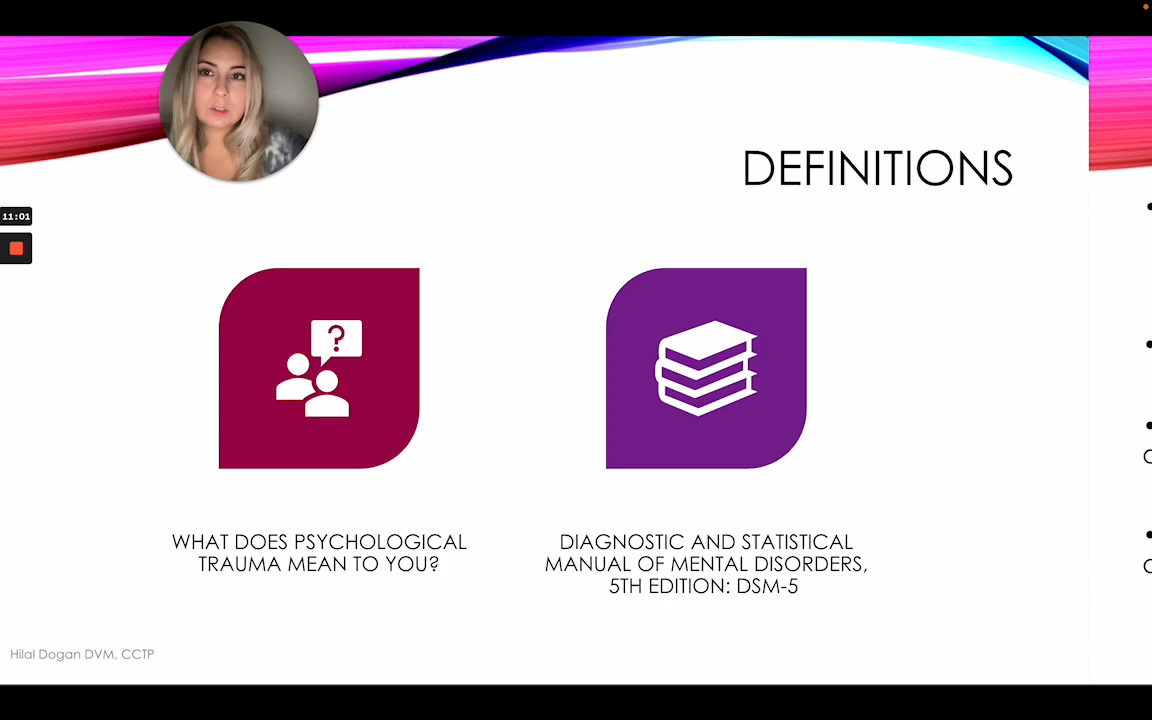 DEFINITIONS
11:01
?
WHAT DOES PSYCHOLOGICAL
TRAUMA MEAN TO YOU?
DIAGNOSTIC AND STATISTICAL
MANUAL OF MENTAL DISORDERS,
5TH EDITION: DSM-5
Hilal Dogan DVM, CCTP